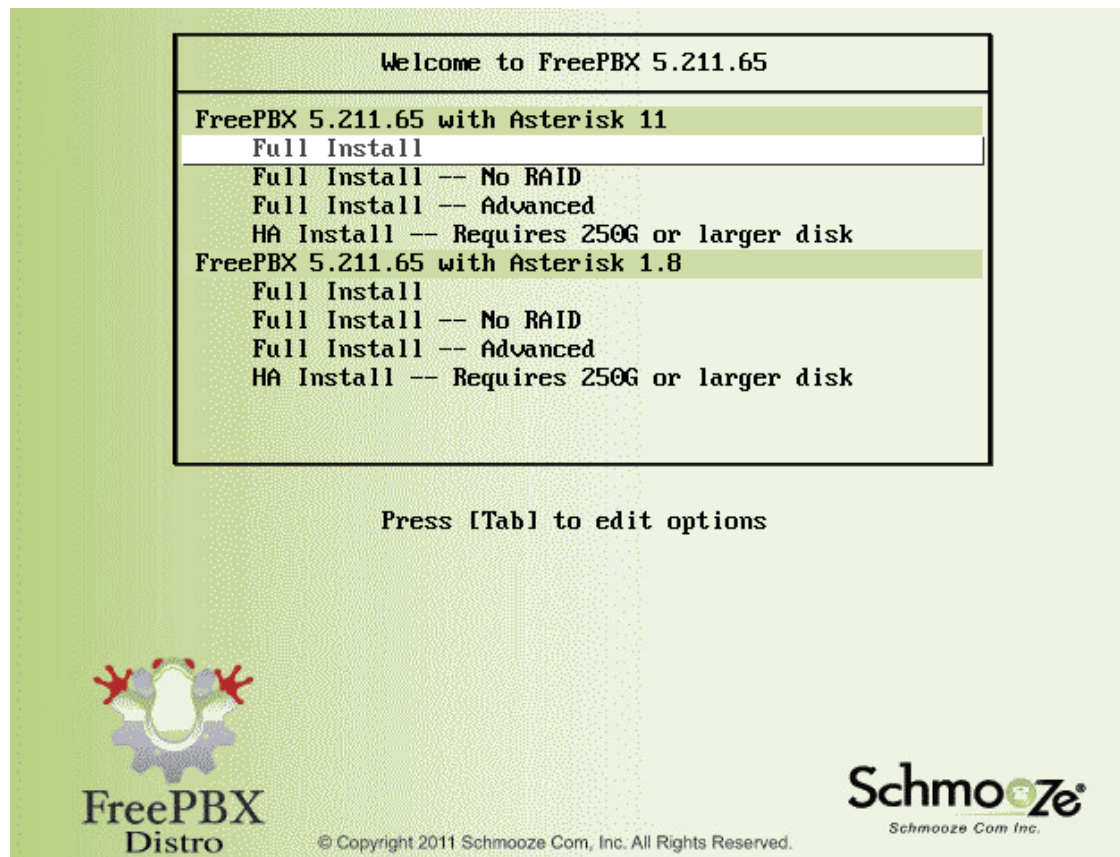 Welcome to FreePBX 5.211.65
FreePBX 5.211.65 with Asterisk 11
Full Install
Full Install -- No RAID
Full Install -- Advanced
HA Install -- Requires 250G or larger disk
FreePBX 5.211.65 with Asterisk 1.8
Full Install
Full Install -- No RAID
Full Install -- Advanced
HA Install -- Requires 250G or larger disk
Press [Tab] to edit options
FreePBX
Distro
© Copyright 2011 Schmooze Com, Inc. All Rights Reserved.
Schmooze®
Schmooze Com Inc.